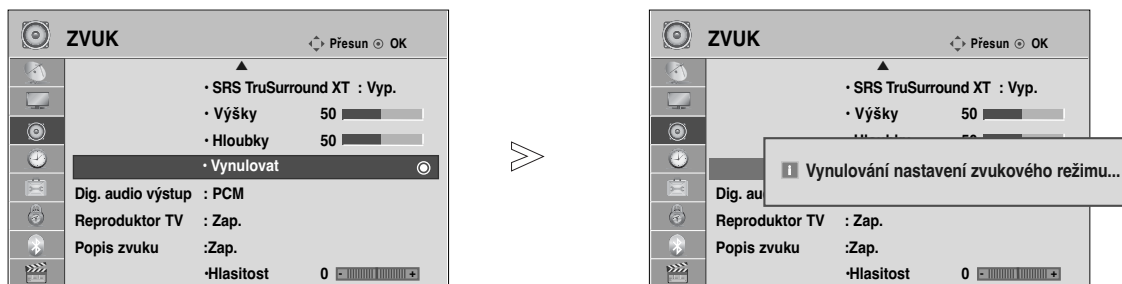 ZVUK
Přesun OK
• SRS TruSurround XT : Vyp.
• Výšky 50
• Hloubky 50
• Vynulovat
Dig. audio výstup : PCM
Reproduktor TV : Zap.
Popis zvuku :Zap.
•Hlasitost 0 - +
ZVUK
Přesun OK
• SRS TruSurround XT : Vyp.
• Výšky 50
i Vynulování nastavení zvukového režimu...
Dig. au
Reproduktor TV : Zap.
Popis zvuku :Zap.
•Hlasitost 0 - +